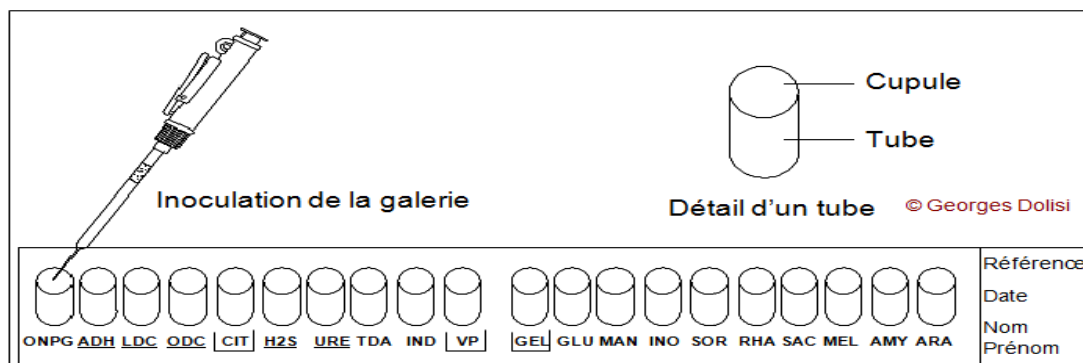 Cupule
Tube
Inoculation de la galerie
Détail d'un tube © Georges Dolisi
Référence
Date
Nom
Prénom
ONPG ADH LDC ODC CIT H2S URE TDA IND VP GEL GLU MAN INO SOR RHA SAC MEL AMY ARA